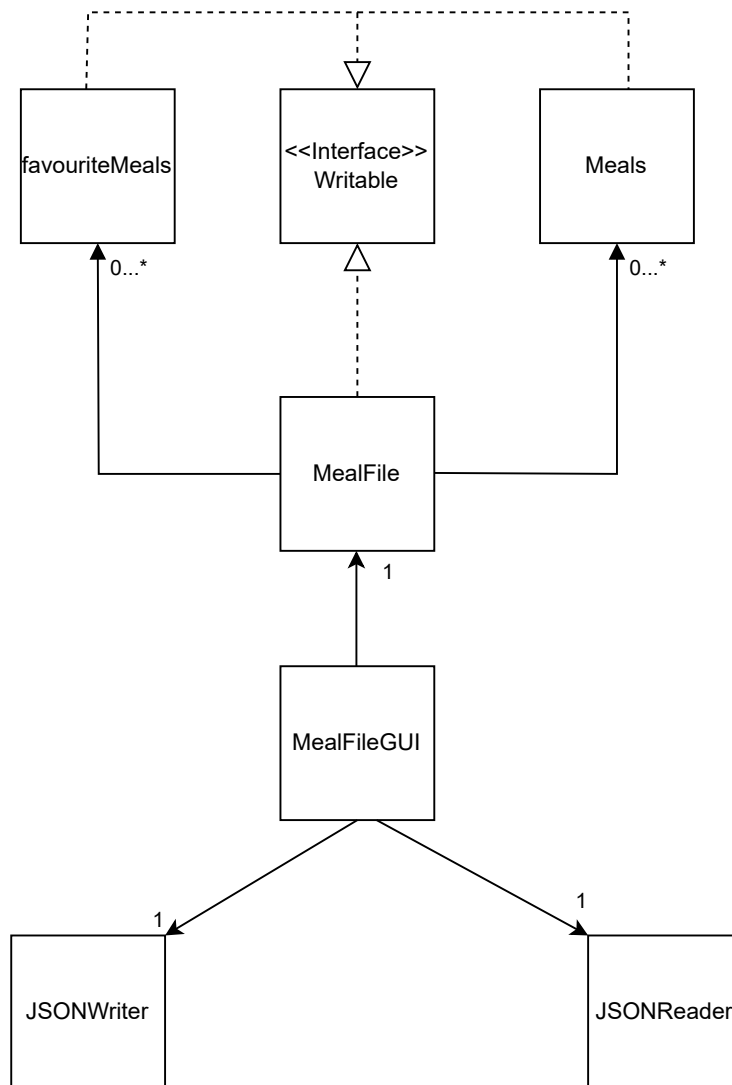 favouriteMeals
<<Interface>>
Writable
Meals
0...*
0...*
MealFile
1
MealFileGUI
1
1
JSONWriter
JSONReader